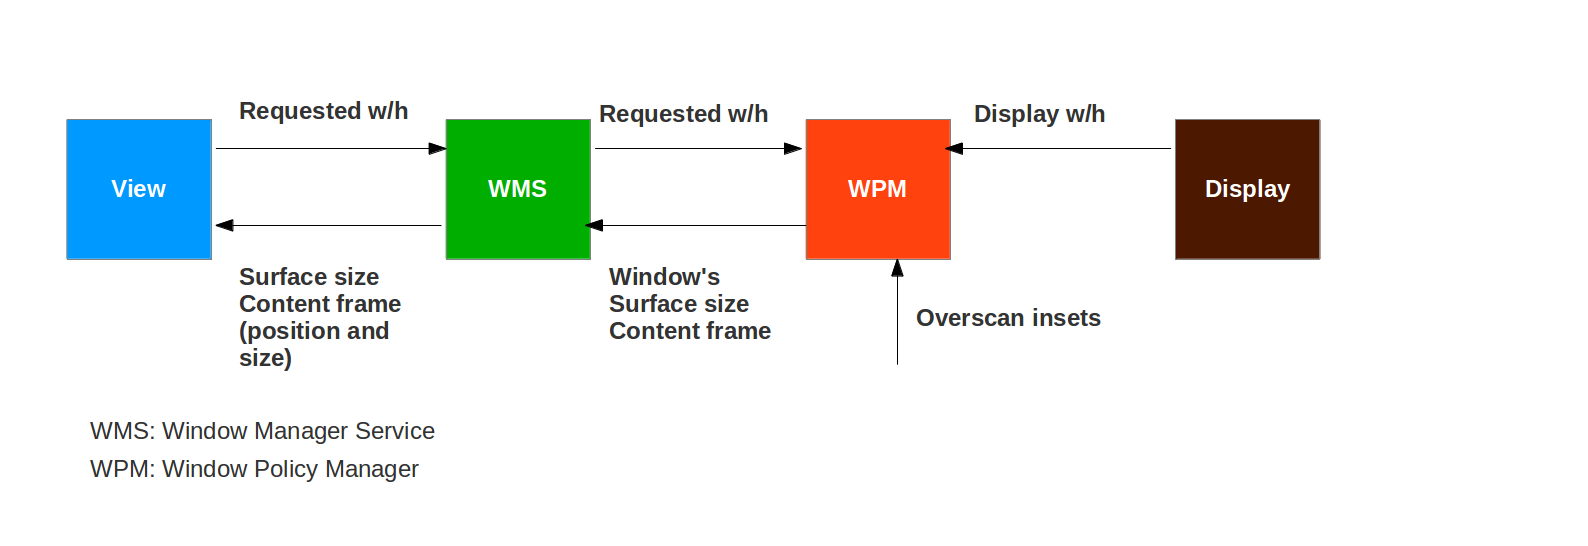 Requested w/h
Requested w/h
Display w/h
View
WMS
WPM
Display
Surface size
Content frame
(position and
size)
Window's
Surface size
Content frame
Overscan insets
WMS: Window Manager Service
WPM: Window Policy Manager